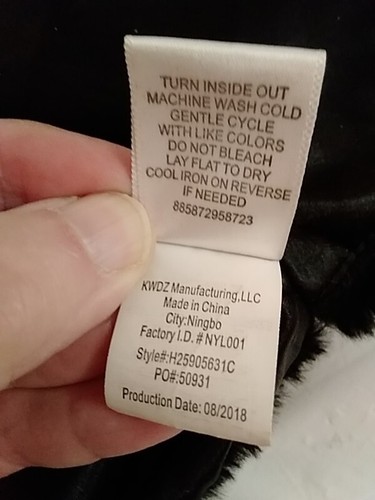 TURN INSIDE OUT
MACHINE WASH COLD
GENTLE CYCLE
WITH LIKE COLORS
DO NOT BLEACH
LAY FLAT TO DRY
COOL IRON ON REVERSE
IF NEEDED
885872958723
KWDZ Manufacturing,LLC
Made in China
City:Ningbo
Factory I.D. # NYL001
Style#:H25905631C
PO#:50931
Production Date: 08/2018